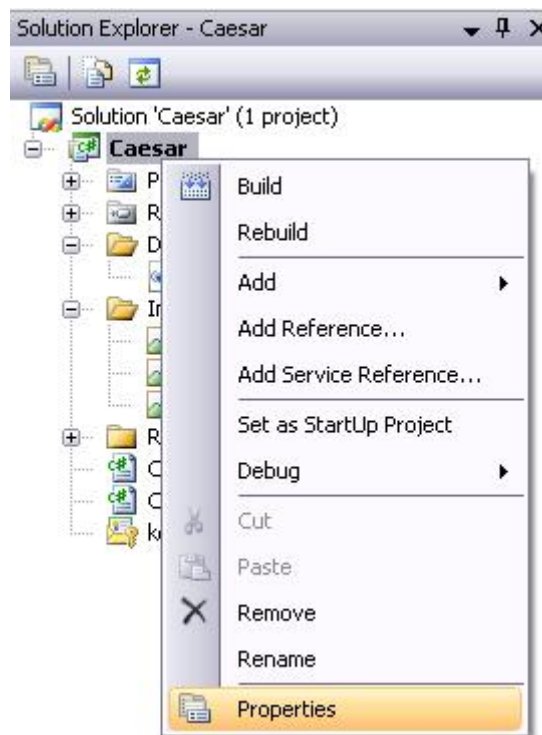 Solution Explorer - Caesar
Solution 'Caesar' (1 project)
Caesar
Build
Rebuild
Add
Add Reference...
Add Service Reference...
Set as StartUp Project
Debug
Cut
Paste
Remove
Rename
Properties